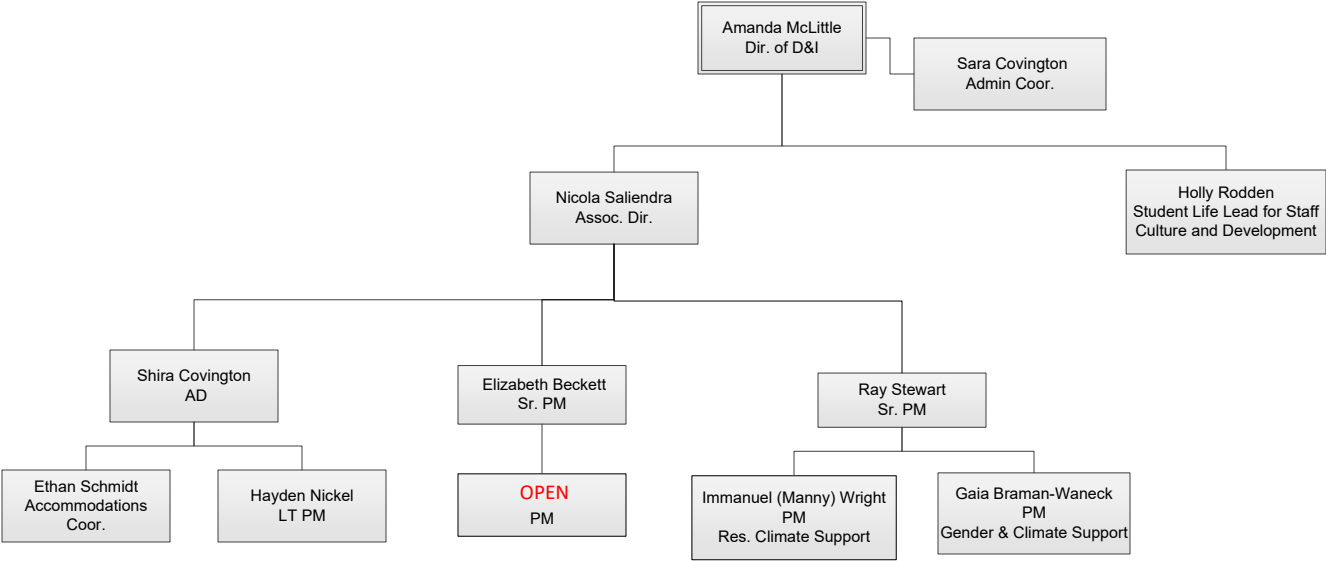 Amanda McLittle
Dir. of D&I
Sara Covington
Admin Coor.
Nicola Saliendra
Assoc. Dir.
Holly Rodden
Student Life Lead for Staff
Culture and Development
Shira Covington
AD
Elizabeth Beckett
Sr. PM
Ray Stewart
Sr. PM
Ethan Schmidt
Accommodations
Coor.
Hayden Nickel
LT PM
OPEN
PM
Immanuel (Manny) Wright
PM
Res. Climate Support
Gaia Braman-Waneck
PM
Gender & Climate Support